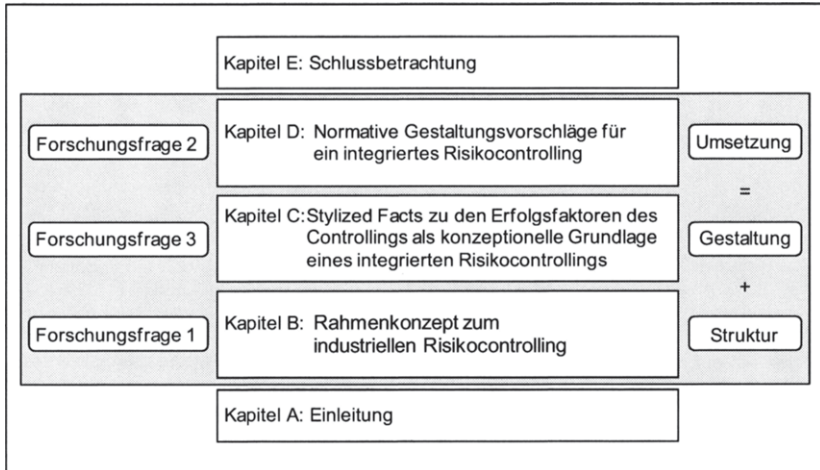 Kapitel E: Schlussbetrachtung
Forschungsfrage 2
Kapitel D: Normative Gestaltungsvorschläge für
ein integriertes Risikocontrolling
Umsetzung
=
Forschungsfrage 3
Kapitel C:Stylized Facts zu den Erfolgsfaktoren des
Controllings als konzeptionelle Grundlage
eines integrierten Risikocontrollings
Gestaltung
+
Forschungsfrage 1
Kapitel B: Rahmenkonzept zum
industriellen Risikocontrolling
Struktur
Kapitel A: Einleitung